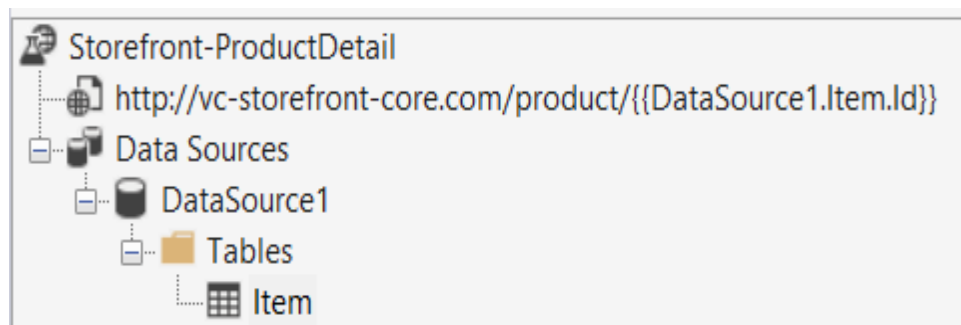 Storefront-ProductDetail
http://vc-storefront-core.com/product/{{DataSource1.Item.Id}}
Data Sources
DataSource1
Tables
Item